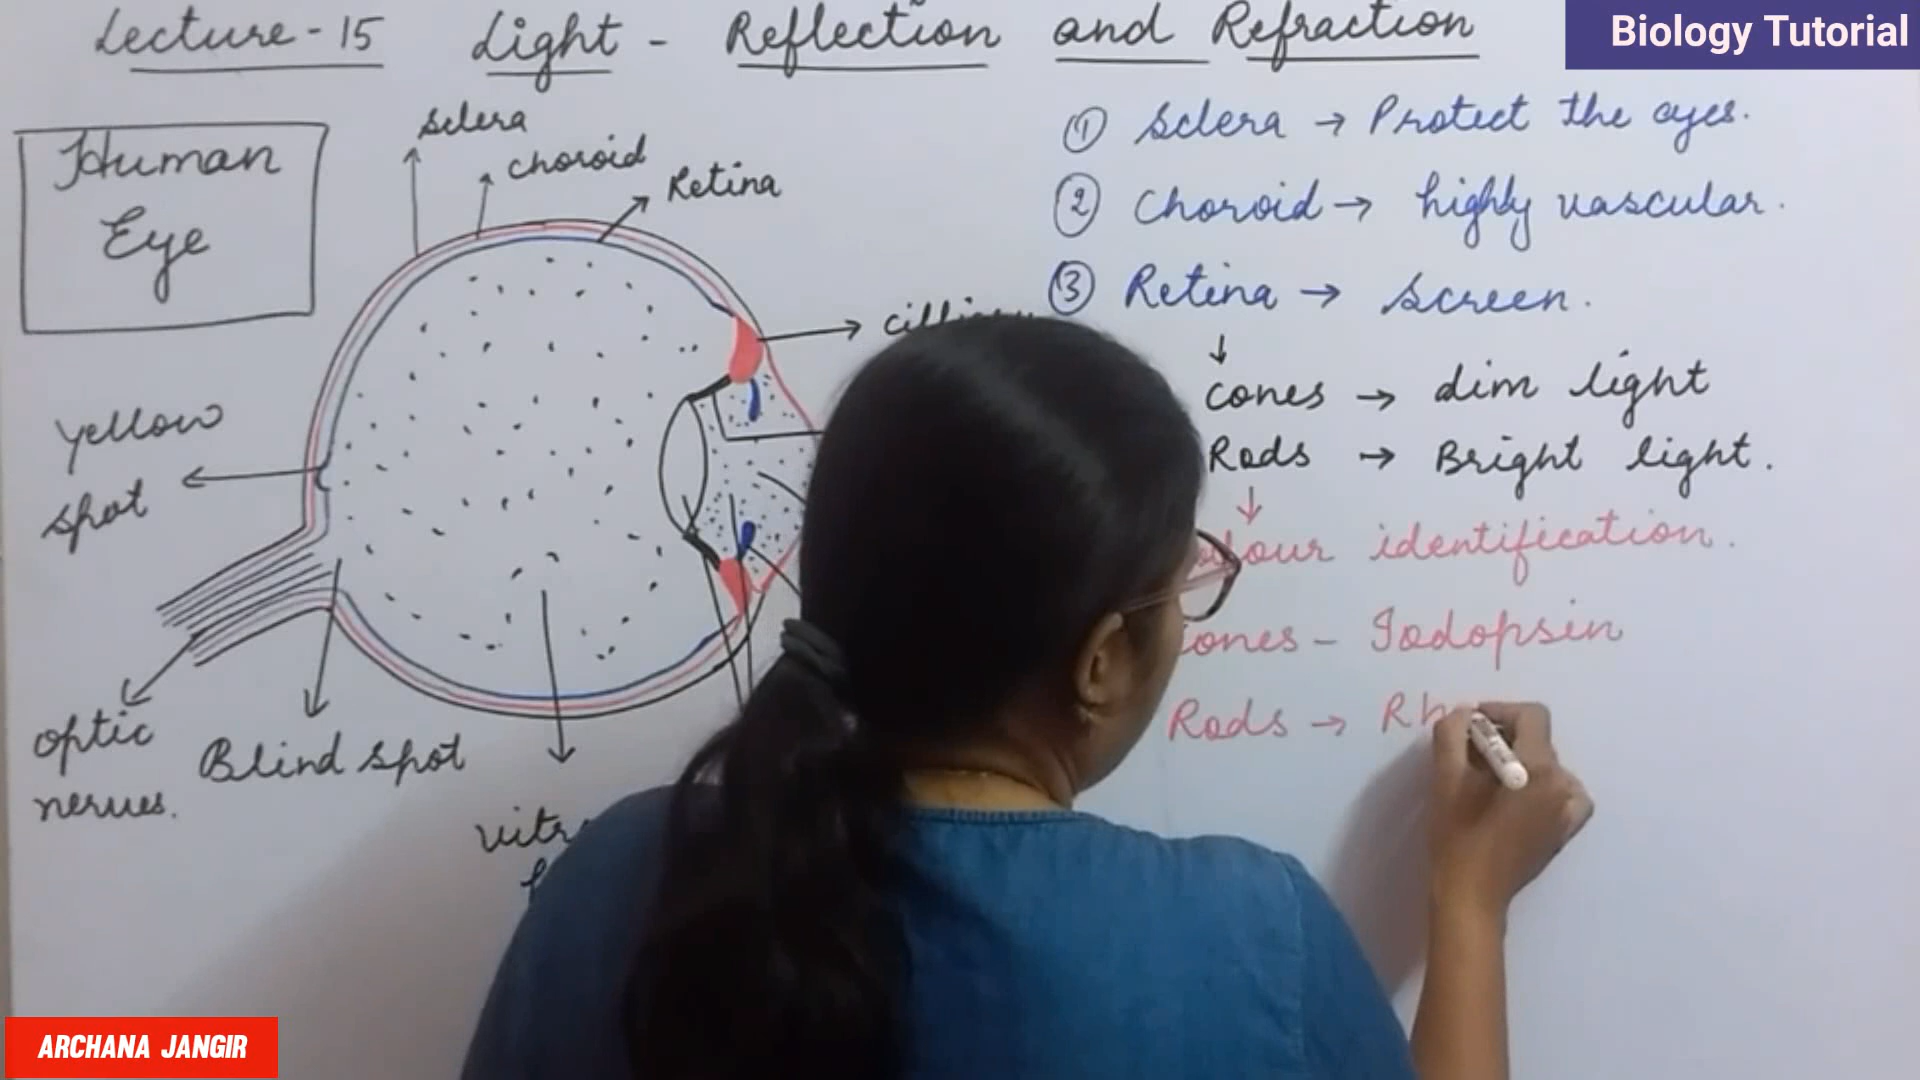 Lecture - 15 Light - Reflection and Refraction
Biology Tutorial
Human
Eye
Sclera
choroid
Retina
Yellow
spot
optic
nerves.
Blind spot
① Sclera → Protect the eyes.
② Choroid → highly vascular.
③ Retina → screen.
cones → dim light
Rods → Bright light.
identification.
cones - Iodopsin
Rods → Rh
ARCHANA JANGIR